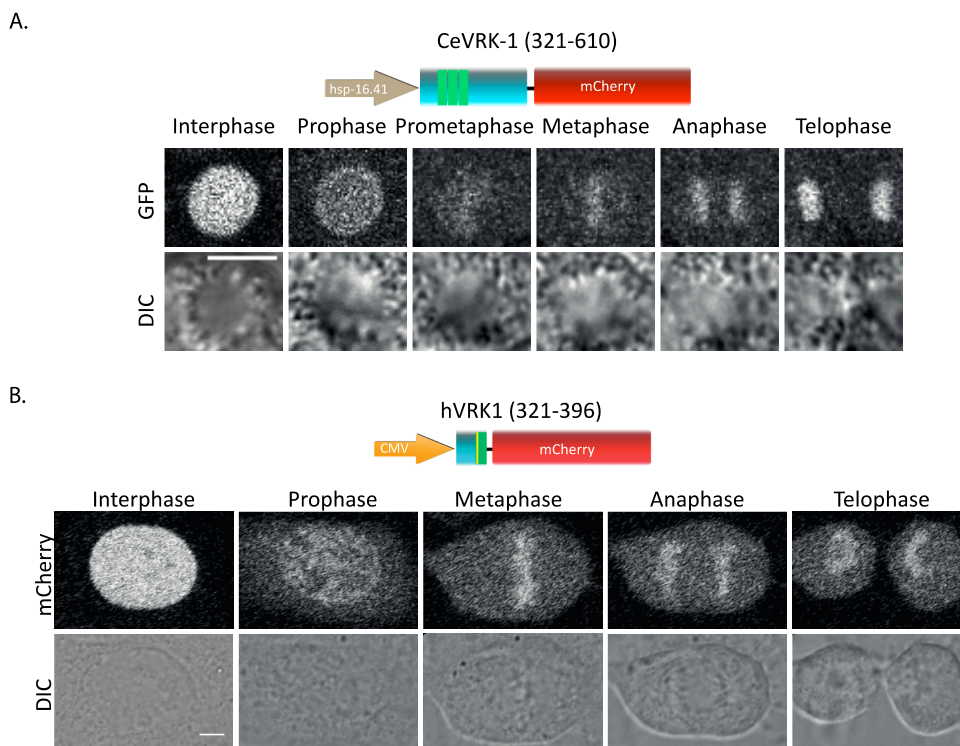 A.
CeVRK-1 (321-610)
hsp-16.41
mCherry
Interphase Prophase Prometaphase Metaphase Anaphase Telophase
GFP
DIC
B.
hVRK1 (321-396)
CMV
mCherry
Interphase Prophase Metaphase Anaphase Telophase
mCherry
DIC